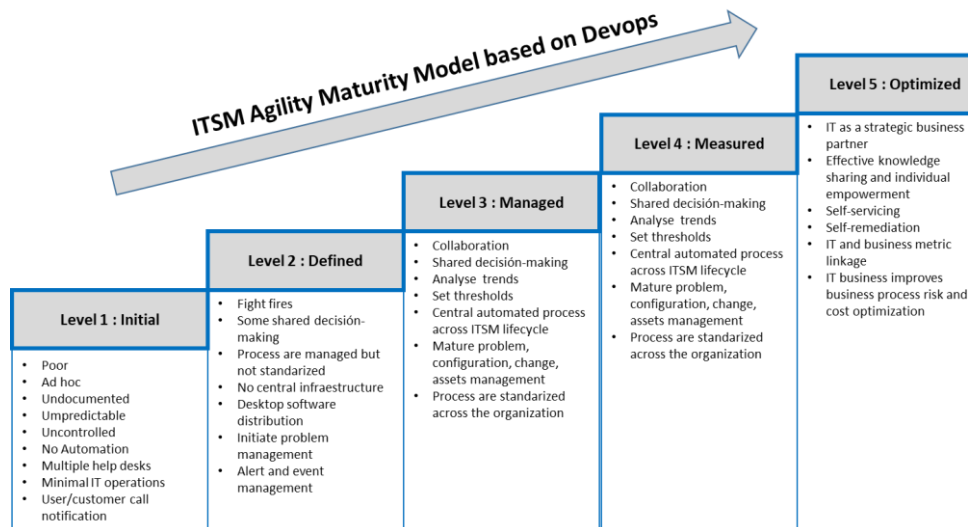 ITSM Agility Maturity Model based on Devops
Level 1 : Initial
• Poor
• Ad hoc
• Undocumented
• Umpredictable
• Uncontrolled
• No Automation
• Multiple help desks
• Minimal IT operations
• User/customer call
notification
Level 2 : Defined
• Fight fires
• Some shared decisión-
making
• Process are managed but
not standarized
• No central infraestructure
• Desktop software
distribution
• Initiate problem
management
• Alert and event
management
Level 3 : Managed
• Collaboration
• Shared decisión-making
• Analyse trends
• Set thresholds
• Central automated process
across ITSM lifecycle
• Mature problem,
configuration, change,
assets management
• Process are standarized
across the organization
Level 4 : Measured
• Collaboration
• Shared decisión-making
• Analyse trends
• Set thresholds
• Central automated process
across ITSM lifecycle
• Mature problem,
configuration, change,
assets management
• Process are standarized
across the organization
Level 5 : Optimized
• IT as a strategic business
partner
• Effective knowledge
sharing and individual
empowerment
• Self-servicing
• Self-remediation
• IT and business metric
linkage
• IT business improves
business process risk and
cost optimization